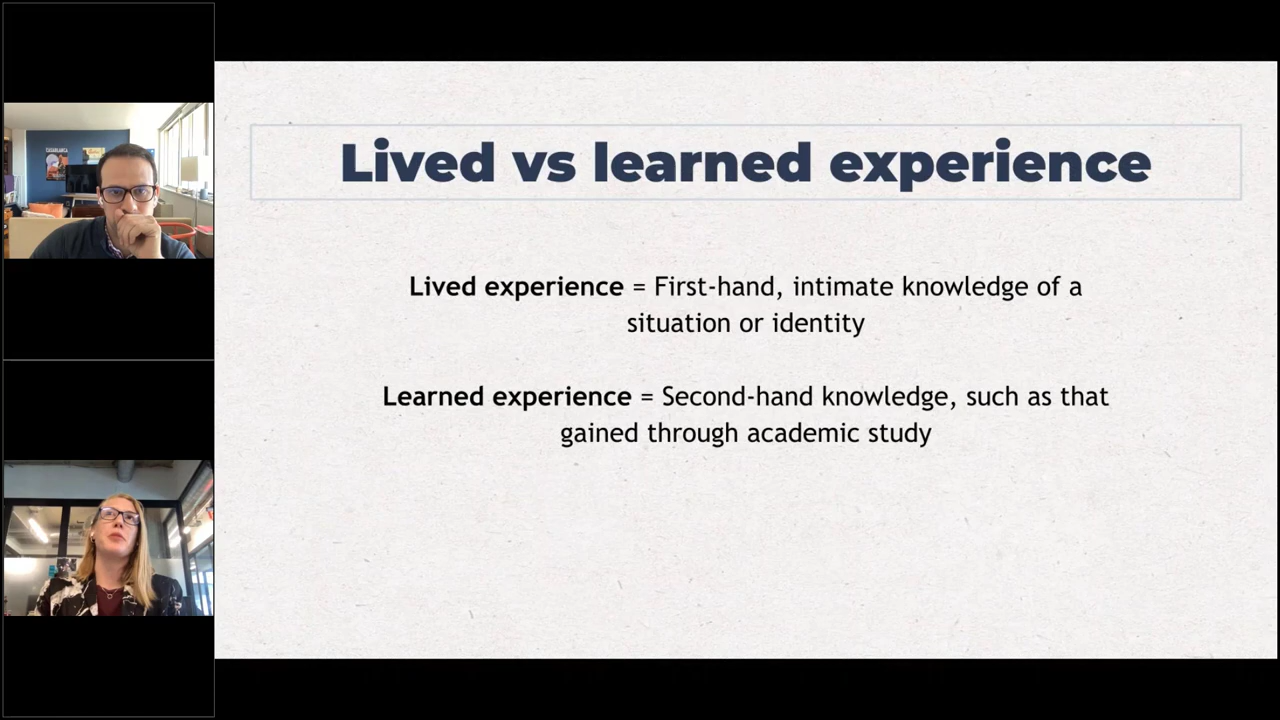 Lived vs learned experience
Lived experience = First-hand, intimate knowledge of a
situation or identity
Learned experience = Second-hand knowledge, such as that
gained through academic study